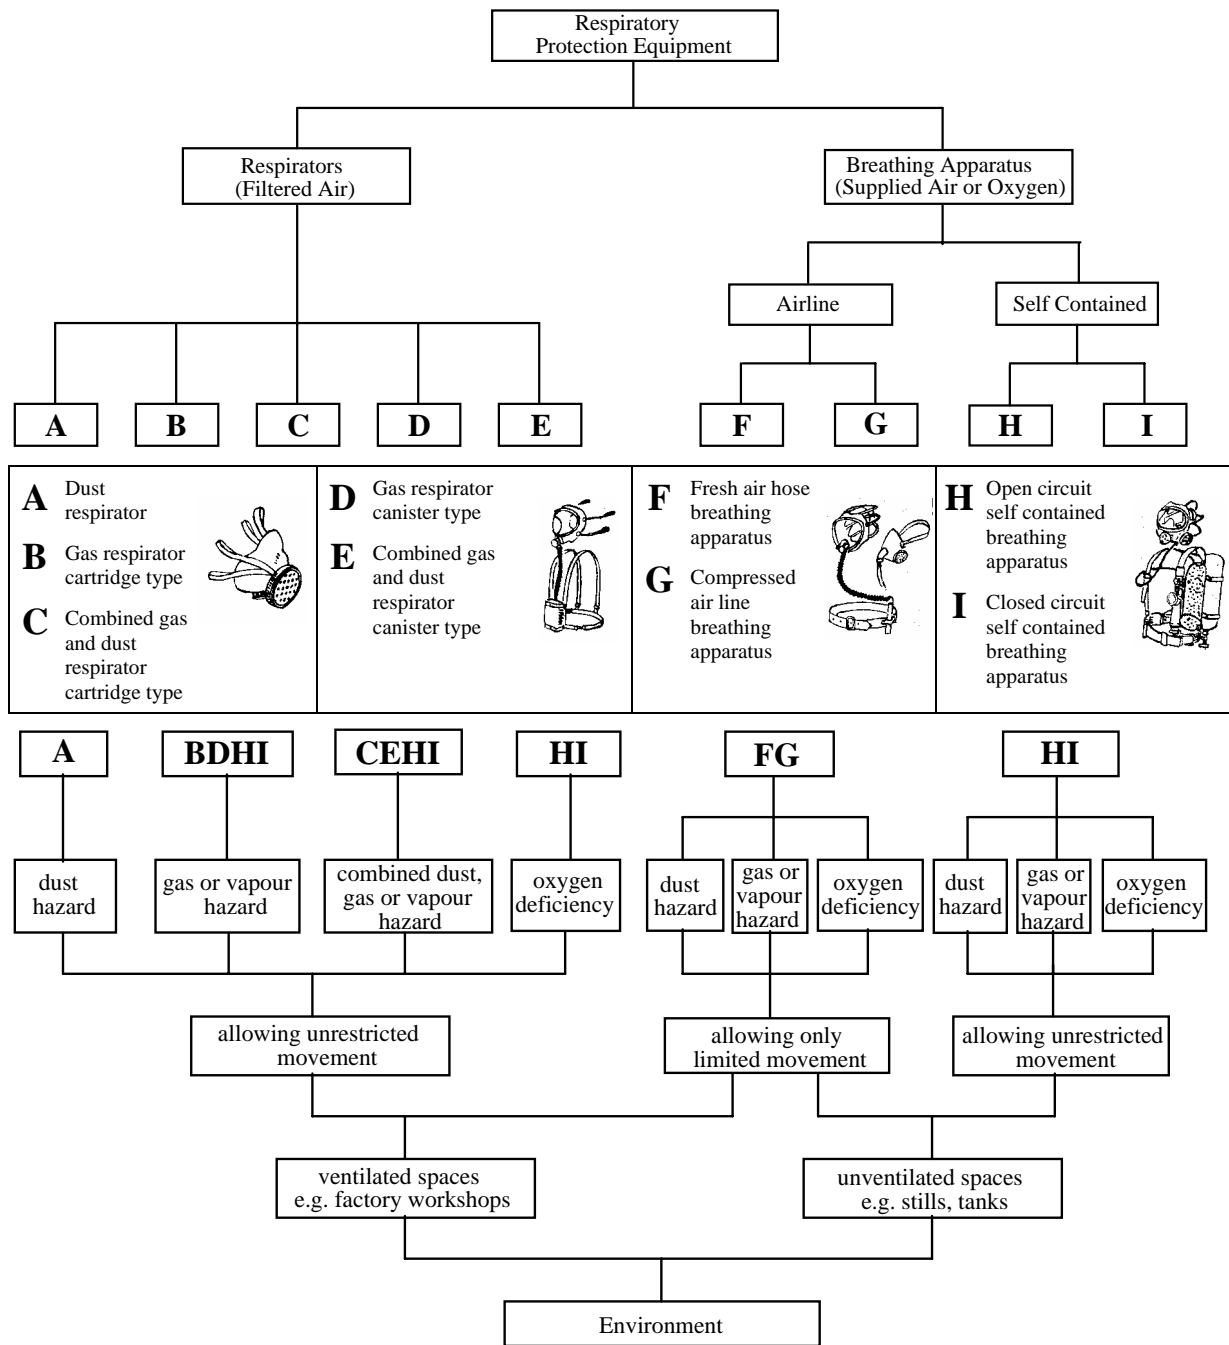 Respiratory
Protection Equipment
Respirators
(Filtered Air)
Breathing Apparatus
(Supplied Air or Oxygen)
Airline
Self Contained
A
B
C
D
E
F
G
H
I
A Dust
respirator
B Gas respirator
cartridge type
C Combined gas
and dust
respirator
cartridge type
D Gas respirator
canister type
E Combined gas
and dust
respirator
canister type
F Fresh air hose
breathing
apparatus
G Compressed
air line
breathing
apparatus
H Open circuit
self contained
breathing
apparatus
I Closed circuit
self contained
breathing
apparatus
A
BDHI
CEHI
HI
FG
HI
dust
hazard
gas or vapour
hazard
combined dust,
gas or vapour
hazard
oxygen
deficiency
dust
hazard
gas or
vapour
hazard
oxygen
deficiency
dust
hazard
gas or
vapour
hazard
oxygen
deficiency
allowing unrestricted
movement
allowing only
limited movement
allowing unrestricted
movement
ventilated spaces
e.g. factory workshops
unventilated spaces
e.g. stills, tanks
Environment